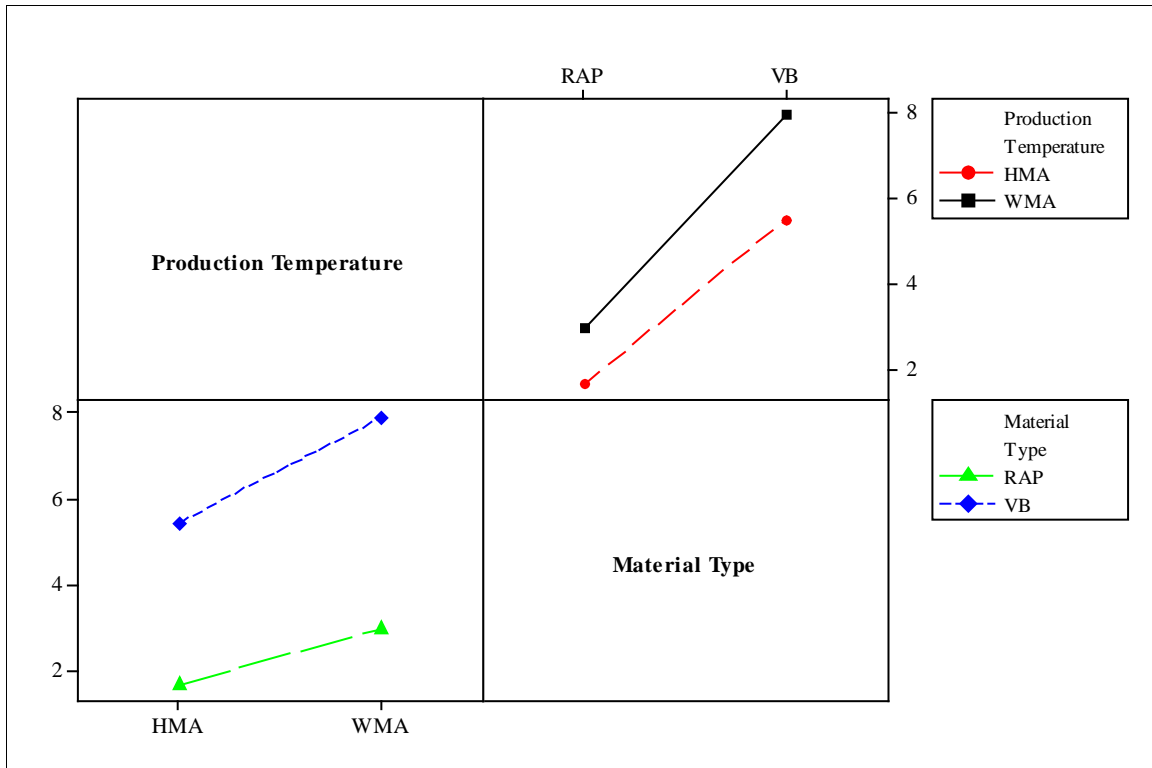 RAP VB
8
6
4
2
Production
Temperature
HMA
WMA
Production Temperature
8
6
4
2
Material Type
Material
Type
RAP
VB
HMA WMA